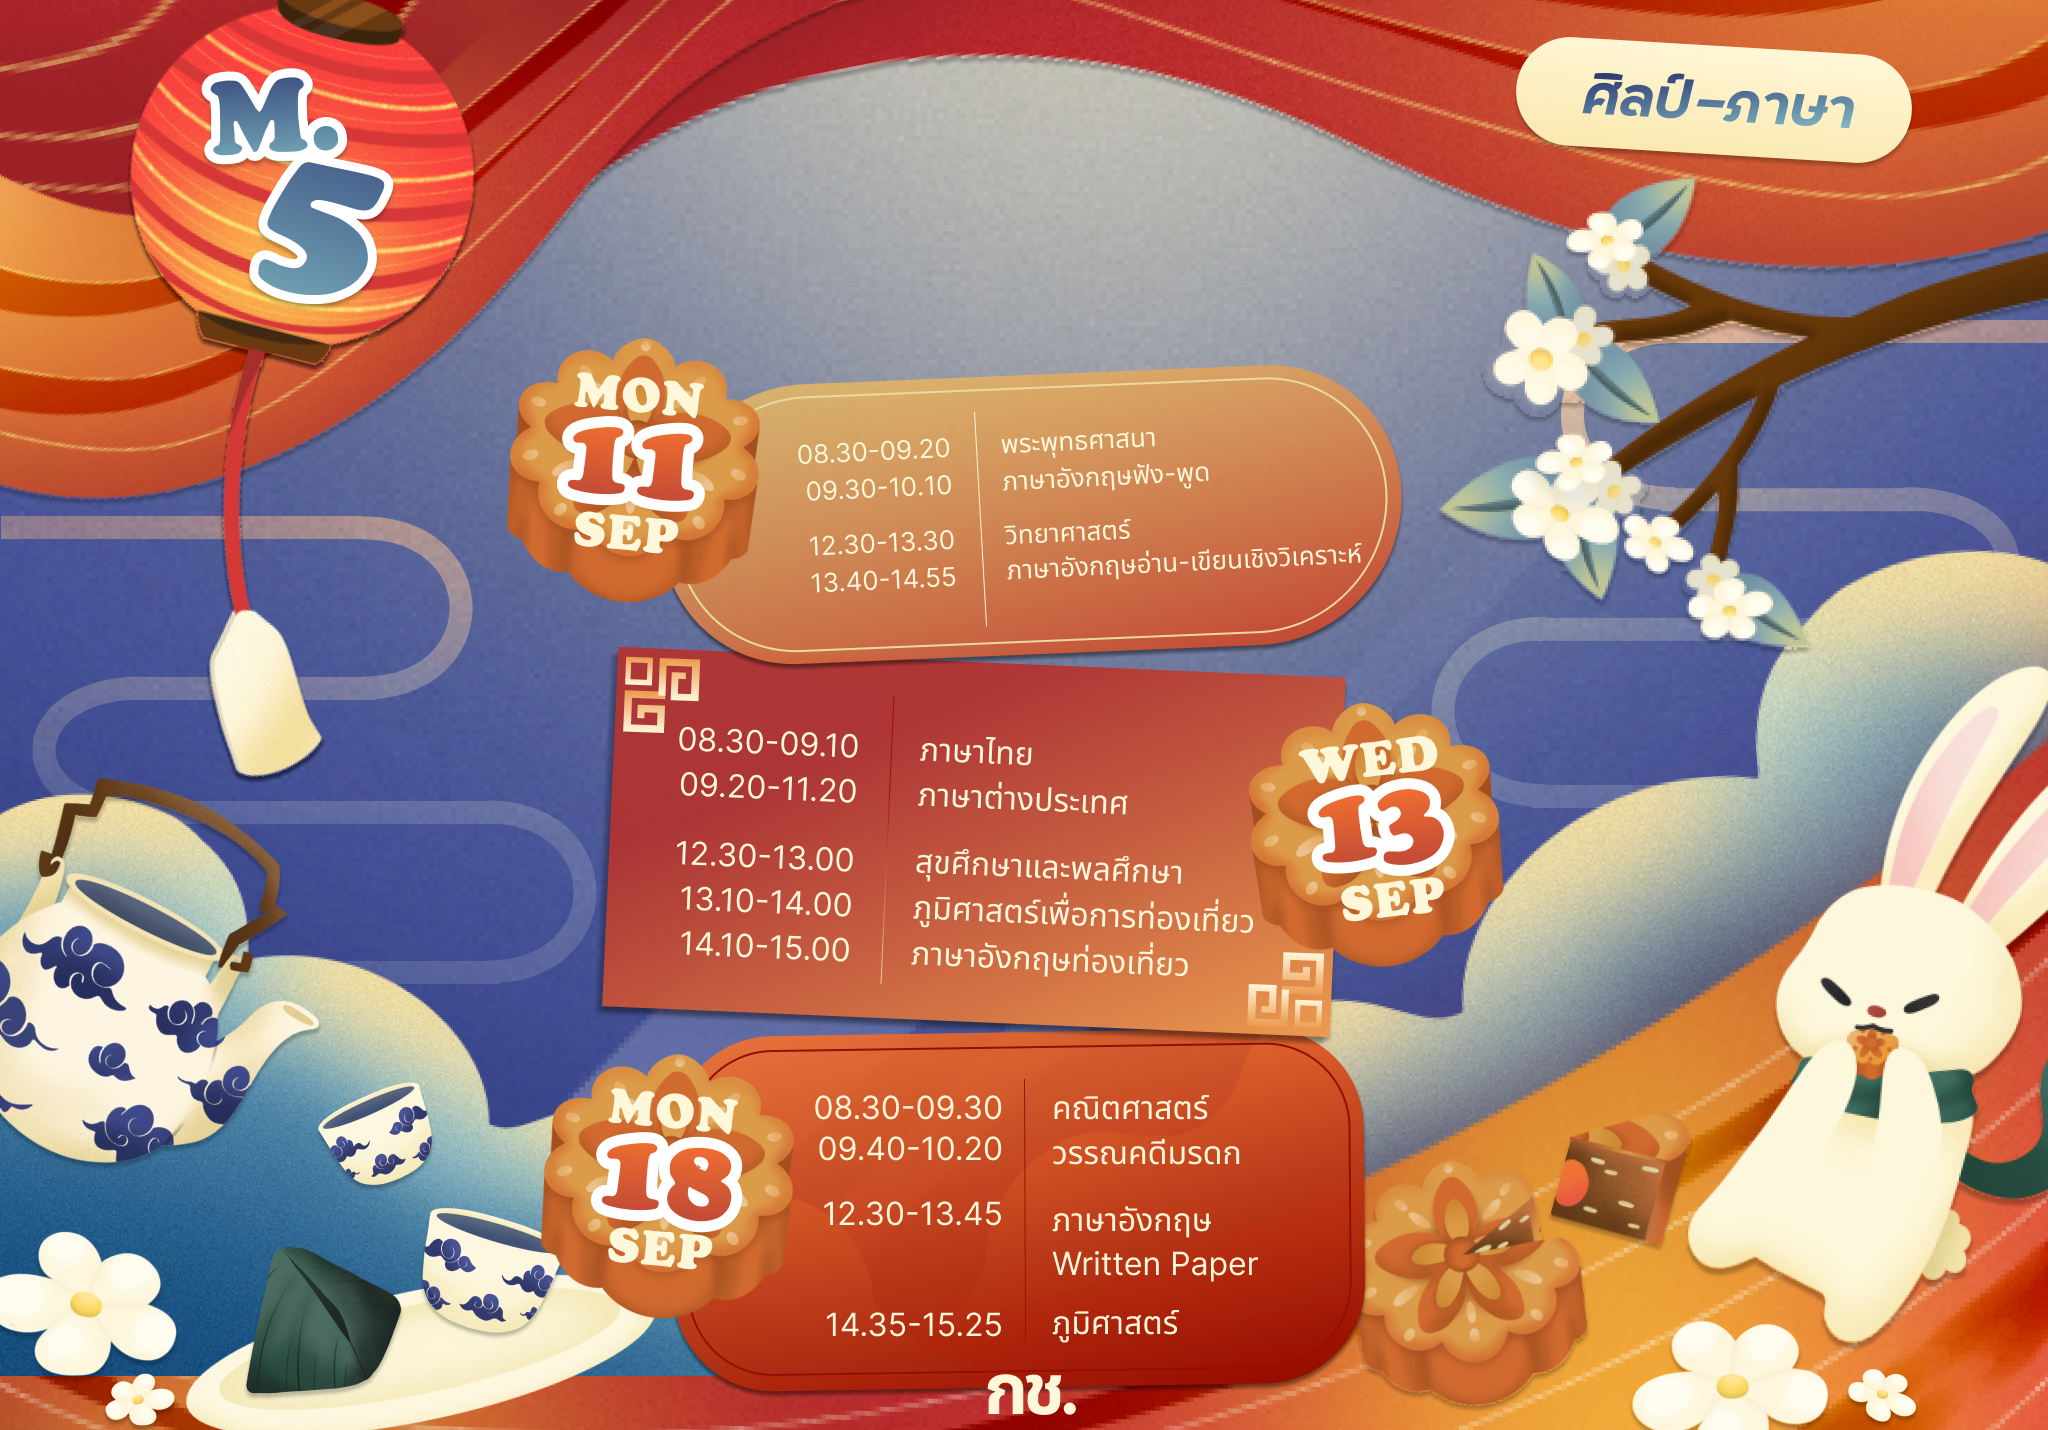 M.
5
ศิลป์-ภาษา
MON
11
SEP
08.30-09.20 พระพุทธศาสนา
09.30-10.10 ภาษาอังกฤษฟัง-พูด
12.30-13.30 วิทยาศาสตร์
13.40-14.55 ภาษาอังกฤษอ่าน-เขียนเชิงวิเคราะห์
WED
13
SEP
08.30-09.10 ภาษาไทย
09.20-11.20 ภาษาต่างประเทศ
12.30-13.00 สุขศึกษาและพลศึกษา
13.10-14.00 ภูมิศาสตร์เพื่อการท่องเที่ยว
14.10-15.00 ภาษาอังกฤษท่องเที่ยว
MON
18
SEP
08.30-09.30 คณิตศาสตร์
09.40-10.20 วรรณคดีมรดก
12.30-13.45 ภาษาอังกฤษ
Written Paper
14.35-15.25 ภูมิศาสตร์
กช.